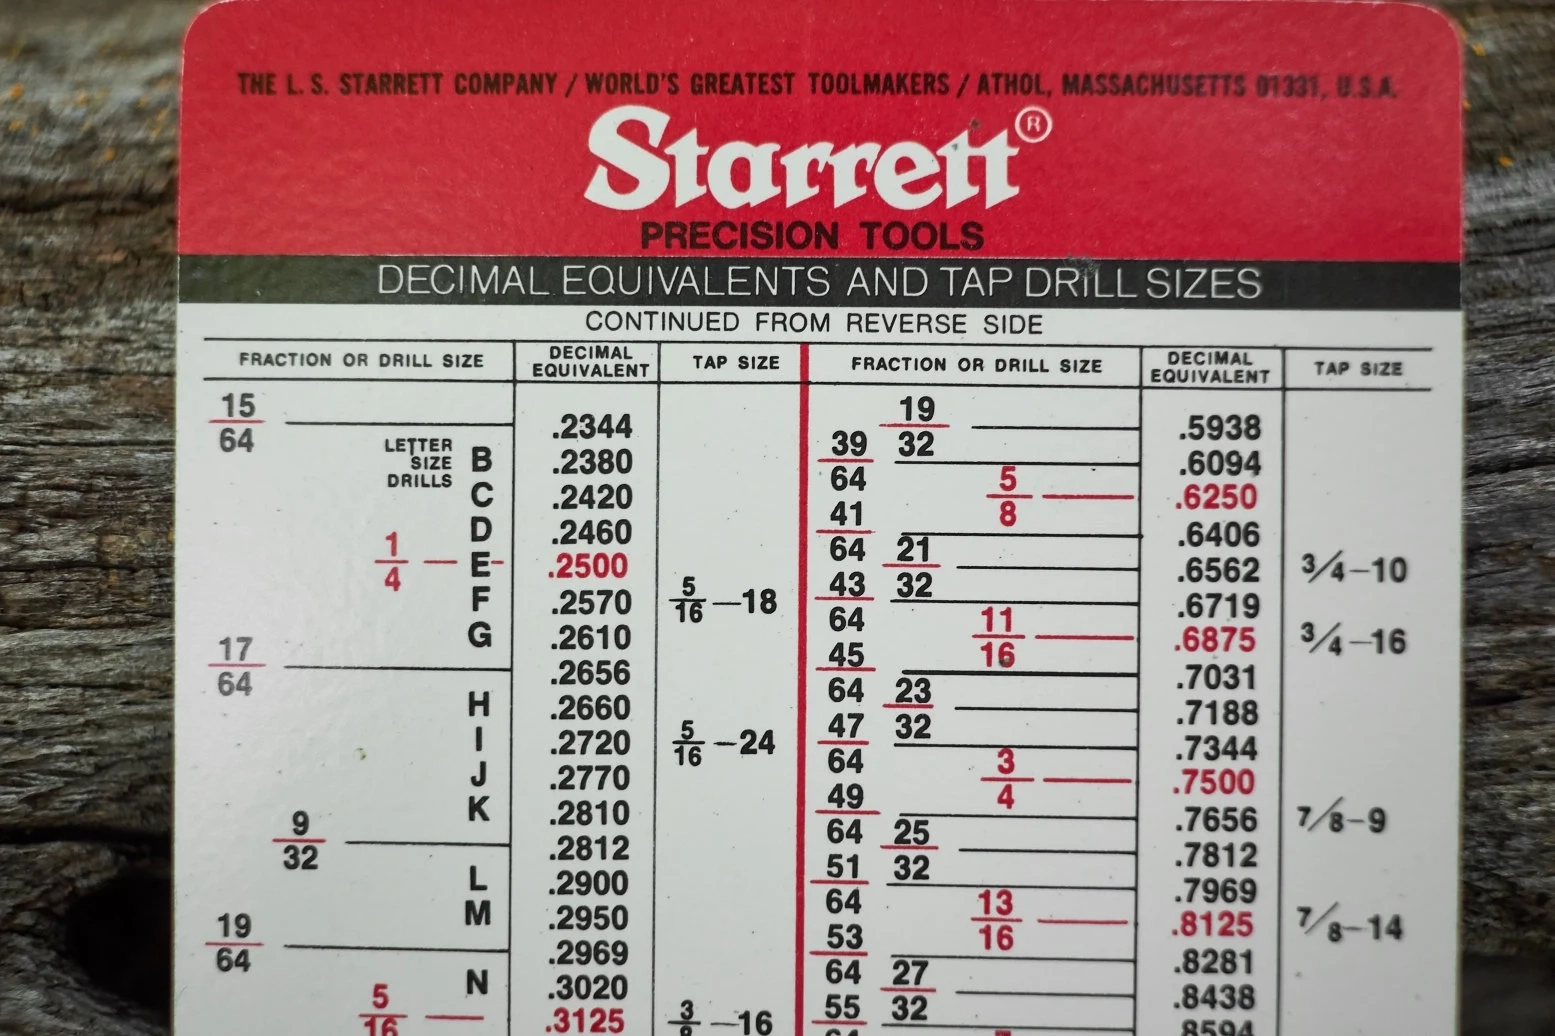 THE L. S. STARRETT COMPANY / WORLD'S GREATEST TOOLMAKERS / ATHOL, MASSACHUSETTS 01331, U.S.A.
Starrett®
PRECISION TOOLS
DECIMAL EQUIVALENTS AND TAP DRILL SIZES
CONTINUED FROM REVERSE SIDE
FRACTION OR DRILL SIZE DECIMAL EQUIVALENT TAP SIZE
15/64 .2344
LETTER SIZE DRILLS
B .2380
C .2420
D .2460
1/4 E .2500
F .2570 5/16—18
G .2610
17/64 .2656
H .2660
I .2720 5/16—24
J .2770
K .2810
9/32 .2812
L .2900
M .2950
19/64 .2969
N .3020
5/16 .3125 3/8—16
FRACTION OR DRILL SIZE DECIMAL EQUIVALENT TAP SIZE
19/32 .5938
39/64 .6094
5/8 .6250
41/64 .6406
21/32 .6562 3/4—10
43/64 .6719
11/16 .6875 3/4—16
45/64 .7031
23/32 .7188
47/64 .7344
3/4 .7500
49/64 .7656 7/8—9
25/32 .7812
51/64 .7969
13/16 .8125 7/8—14
53/64 .8281
27/32 .8438
55/64 .8594